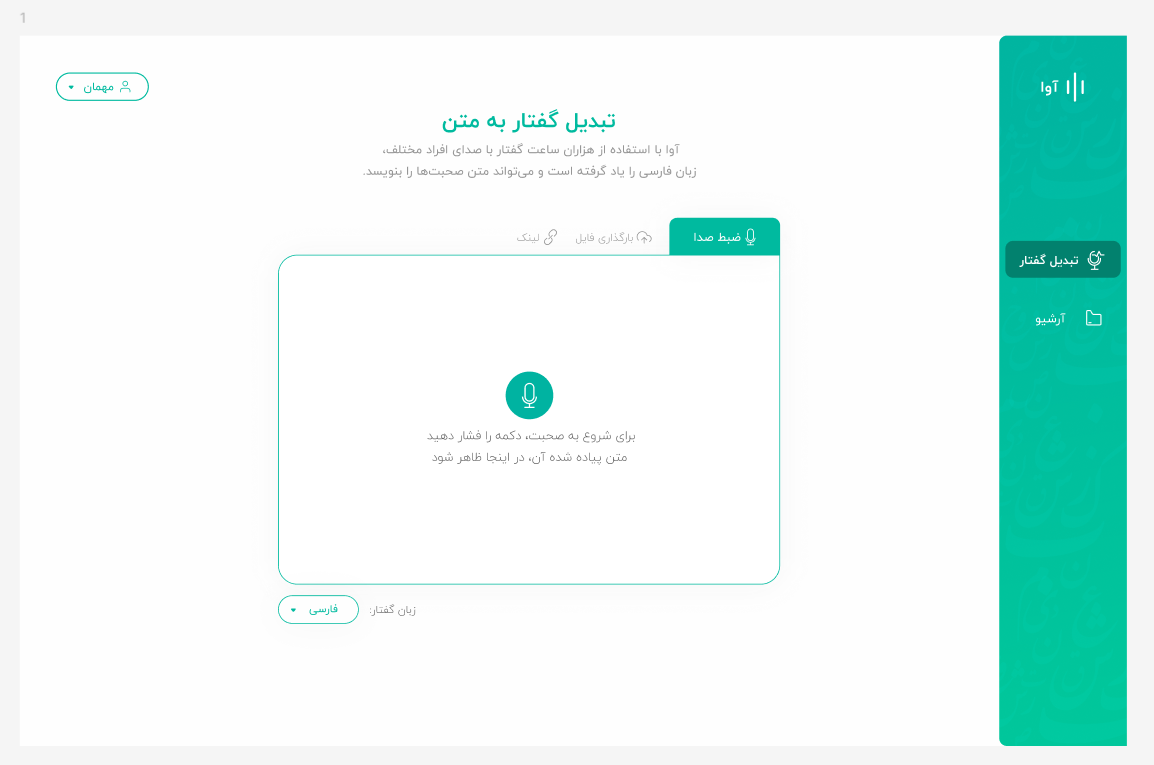 1
آوا
تبدیل گفتار
آرشیو
مهمان
تبدیل گفتار به متن
آوا با استفاده از هزاران ساعت گفتار با صدای افراد مختلف،
زبان فارسی را یاد گرفته است و می‌تواند متن صحبت‌ها را بنویسد.
ضبط صدا
بارگذاری فایل
لینک
برای شروع به صحبت، دکمه را فشار دهید
متن پیاده شده آن، در اینجا ظاهر شود
زبان گفتار:
فارسی